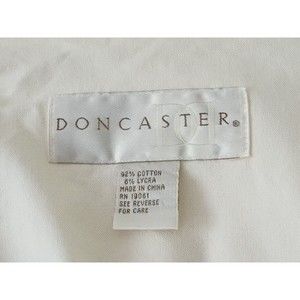 DONCASTER®
92% COTTON
8% LYCRA
MADE IN CHINA
RN 19061
SEE REVERSE
FOR CARE